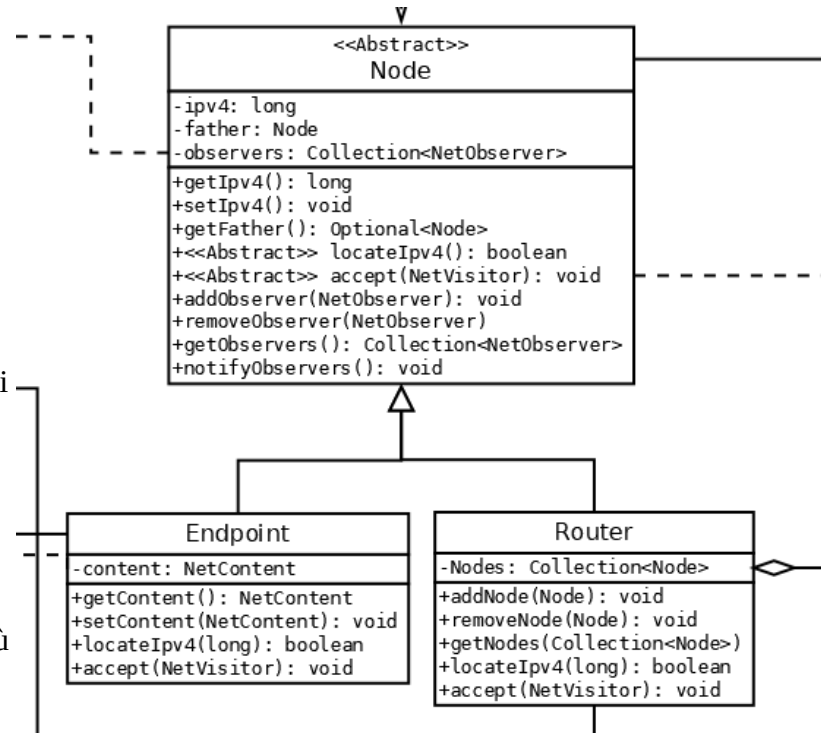 <<Abstract>>
Node
-ipv4: long
-father: Node
-observers: Collection<NetObserver>
+getIpv4(): long
+setIpv4(): void
+getFather(): Optional<Node>
+<<Abstract>> locateIpv4(): boolean
+<<Abstract>> accept(NetVisitor): void
+addObserver(NetObserver): void
+removeObserver(NetObserver)
+getObservers(): Collection<NetObserver>
+notifyObservers(): void
i
Endpoint
-content: NetContent
+getContent(): NetContent
+setContent(NetContent): void
+locateIpv4(long): boolean
+accept(NetVisitor): void
ù
Router
-Nodes: Collection<Node>
+addNode(Node): void
+removeNode(Node): void
+getNodes(Collection<Node>)
+locateIpv4(long): boolean
+accept(NetVisitor): void